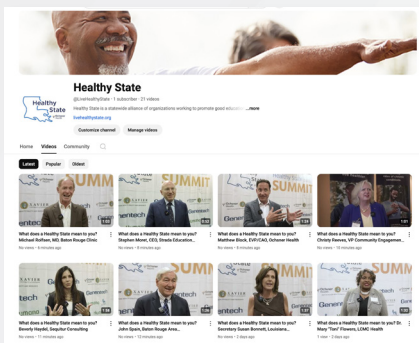 Healthy
State
Healthy State
@LiveHealthyState · 1 subscriber · 21 videos
Healthy State is a statewide alliance of organizations working to promote good ...more
livehealthystate.org
Customize channel Manage videos
Home Videos Community
Latest Popular Oldest
SUMMIT
What does a Healthy State mean to you?
Michael Rolfsen, MD, Baton Rouge Clinic
No views · 6 minutes ago
SUMMIT
What does a Healthy State mean to you?
Stephen Moret, CEO, Strada Education...
No views · 8 minutes ago
SUMMIT
What does a Healthy State mean to you?
Matthew Block, EVP/CAO, Ochsner Health
No views · 9 minutes ago
What does a Healthy State mean to you?
Christy Reeves, VP Community Engagement...
No views · 10 minutes ago
What does a Healthy State mean to you?
Beverly Haydel, Sequitur Consulting
No views · 11 minutes ago
What does a Healthy State mean to you?
John Spain, Baton Rouge Area...
No views · 12 minutes ago
SUMMIT
What does a Healthy State mean to you?
Secretary Susan Bonnett, Louisiana...
No views · 2 days ago
SUMMI
What does a Healthy State mean to you? Dr.
Mary "Tini" Flowers, LCMC Health
1 view · 2 days ago